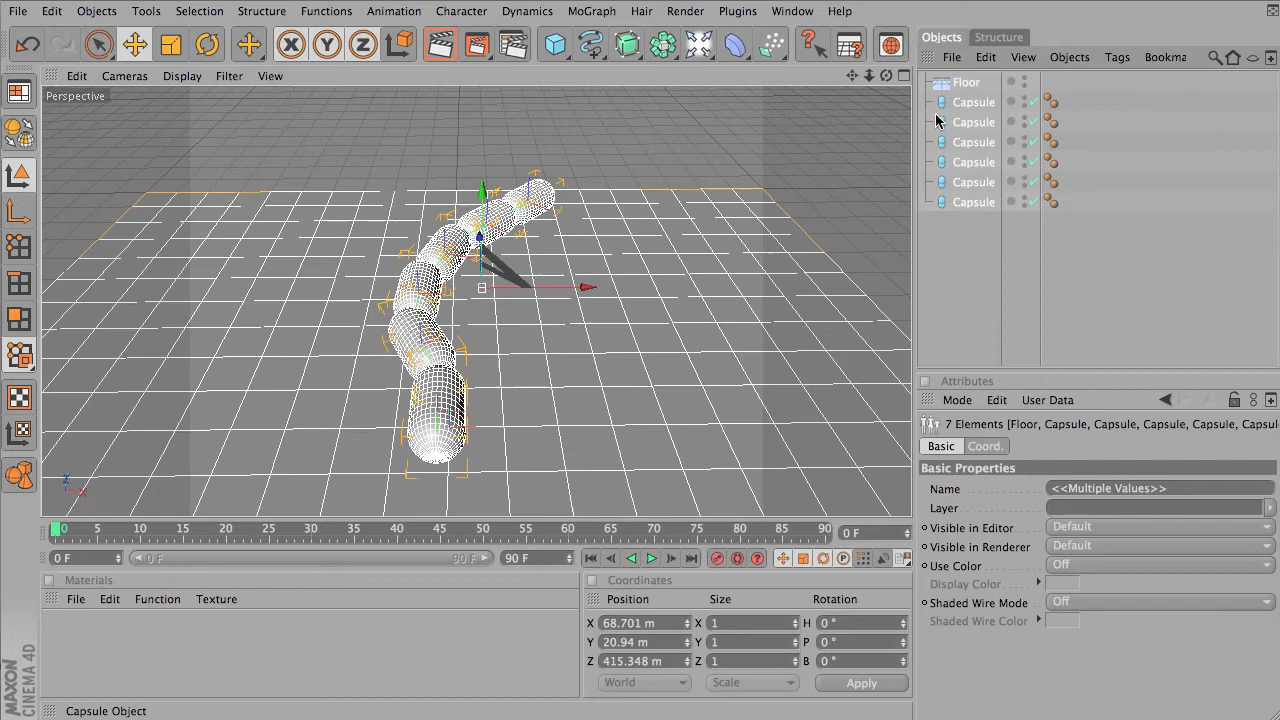 File Edit Objects Tools Selection Structure Functions Animation Character Dynamics MoGraph Hair Render Plugins Window Help
Objects Structure
File Edit View Objects Tags Bookma
Edit Cameras Display Filter View
Perspective
Floor
Capsule
Capsule
Capsule
Capsule
Capsule
Capsule
Attributes
Mode Edit User Data
7 Elements [Floor, Capsule, Capsule, Capsule, Capsule, Capsul
Basic Coord.
Basic Properties
Name <<Multiple Values>>
Layer
Visible in Editor Default
Visible in Renderer Default
Use Color Off
Display Color
Shaded Wire Mode Off
Shaded Wire Color
Z X
0 5 10 15 20 25 30 35 40 45 50 55 60 65 70 75 80 85 90 0 F
0 F 0 F 90 F 90 F
Materials
File Edit Function Texture
Coordinates
Position Size Rotation
X 68.701 m X 1 H 0 °
Y 20.94 m Y 1 P 0 °
Z 415.348 m Z 1 B 0 °
World Scale Apply
MAXON
CINEMA 4D
Capsule Object